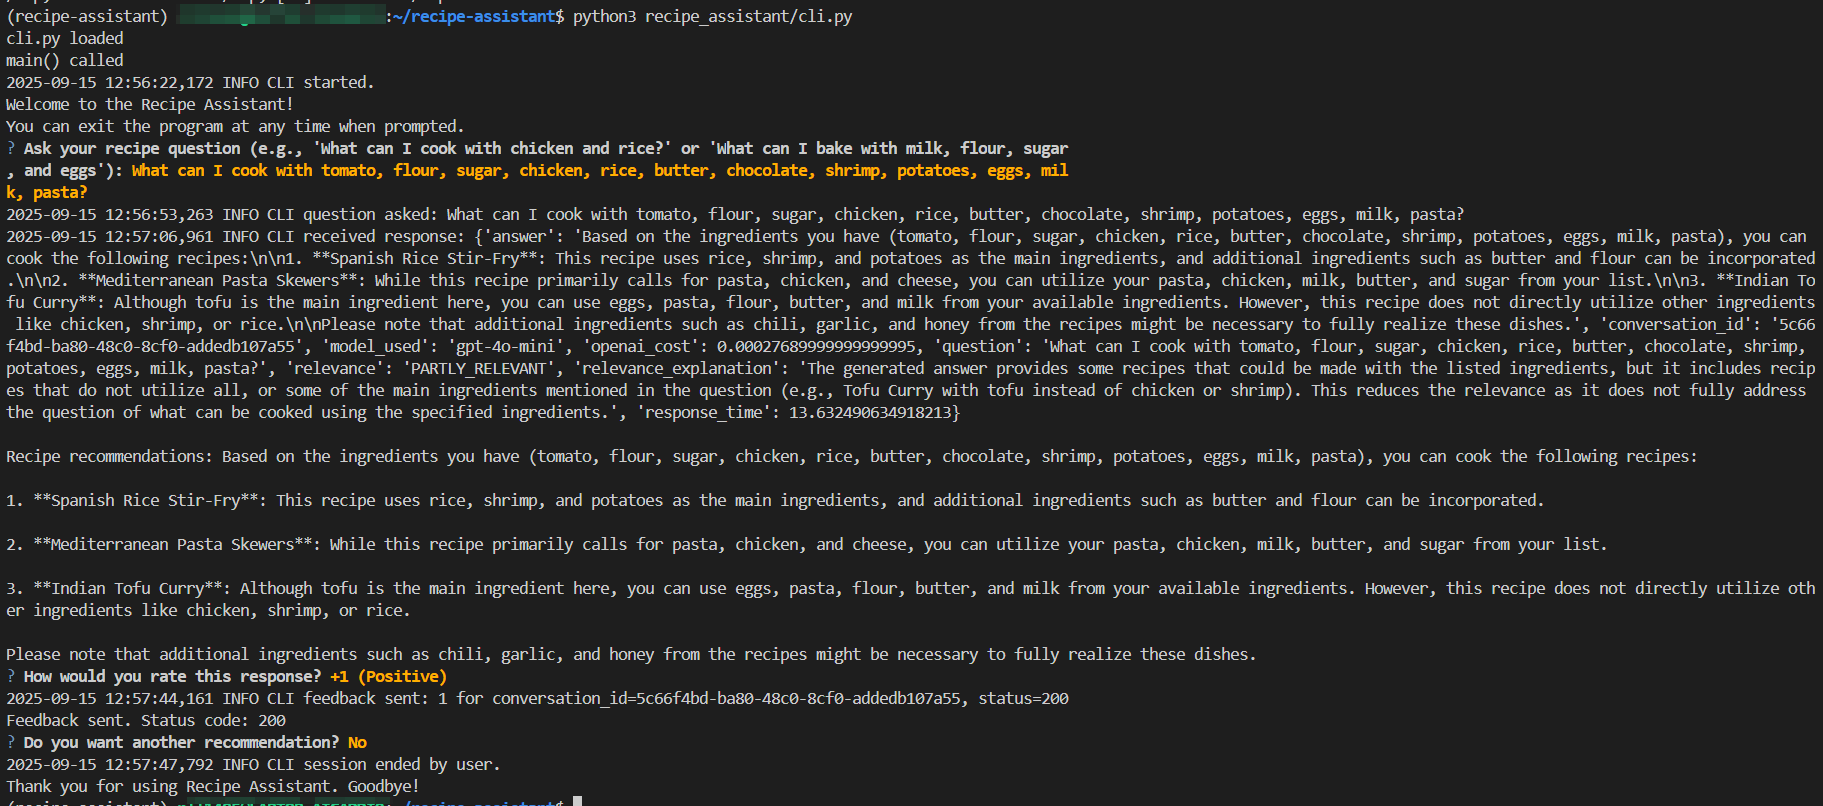 (recipe-assistant) :~/recipe-assistant$ python3 recipe_assistant/cli.py
cli.py loaded
main() called
2025-09-15 12:56:22,172 INFO CLI started.
Welcome to the Recipe Assistant!
You can exit the program at any time when prompted.
? Ask your recipe question (e.g., 'What can I cook with chicken and rice?' or 'What can I bake with milk, flour, sugar
, and eggs'): What can I cook with tomato, flour, sugar, chicken, rice, butter, chocolate, shrimp, potatoes, eggs, mil
k, pasta?
2025-09-15 12:56:53,263 INFO CLI question asked: What can I cook with tomato, flour, sugar, chicken, rice, butter, chocolate, shrimp, potatoes, eggs, milk, pasta?
2025-09-15 12:57:06,961 INFO CLI received response: {'answer': 'Based on the ingredients you have (tomato, flour, sugar, chicken, rice, butter, chocolate, shrimp, potatoes, eggs, milk, pasta), you can
cook the following recipes:\n\n1. **Spanish Rice Stir-Fry**: This recipe uses rice, shrimp, and potatoes as the main ingredients, and additional ingredients such as butter and flour can be incorporated
.\n\n2. **Mediterranean Pasta Skewers**: While this recipe primarily calls for pasta, chicken, and cheese, you can utilize your pasta, chicken, milk, butter, and sugar from your list.\n\n3. **Indian To
fu Curry**: Although tofu is the main ingredient here, you can use eggs, pasta, flour, butter, and milk from your available ingredients. However, this recipe does not directly utilize other ingredients
like chicken, shrimp, or rice.\n\nPlease note that additional ingredients such as chili, garlic, and honey from the recipes might be necessary to fully realize these dishes.', 'conversation_id': '5c66
f4bd-ba80-48c0-8cf0-addedb107a55', 'model_used': 'gpt-4o-mini', 'openai_cost': 0.00027689999999999995, 'question': 'What can I cook with tomato, flour, sugar, chicken, rice, butter, chocolate, shrimp,
potatoes, eggs, milk, pasta?', 'relevance': 'PARTLY_RELEVANT', 'relevance_explanation': 'The generated answer provides some recipes that could be made with the listed ingredients, but it includes recip
es that do not utilize all, or some of the main ingredients mentioned in the question (e.g., Tofu Curry with tofu instead of chicken or shrimp). This reduces the relevance as it does not fully address
the question of what can be cooked using the specified ingredients.', 'response_time': 13.632490634918213}
Recipe recommendations: Based on the ingredients you have (tomato, flour, sugar, chicken, rice, butter, chocolate, shrimp, potatoes, eggs, milk, pasta), you can cook the following recipes:
1. **Spanish Rice Stir-Fry**: This recipe uses rice, shrimp, and potatoes as the main ingredients, and additional ingredients such as butter and flour can be incorporated.
2. **Mediterranean Pasta Skewers**: While this recipe primarily calls for pasta, chicken, and cheese, you can utilize your pasta, chicken, milk, butter, and sugar from your list.
3. **Indian Tofu Curry**: Although tofu is the main ingredient here, you can use eggs, pasta, flour, butter, and milk from your available ingredients. However, this recipe does not directly utilize oth
er ingredients like chicken, shrimp, or rice.
Please note that additional ingredients such as chili, garlic, and honey from the recipes might be necessary to fully realize these dishes.
? How would you rate this response? +1 (Positive)
2025-09-15 12:57:44,161 INFO CLI feedback sent: 1 for conversation_id=5c66f4bd-ba80-48c0-8cf0-addedb107a55, status=200
Feedback sent. Status code: 200
? Do you want another recommendation? No
2025-09-15 12:57:47,792 INFO CLI session ended by user.
Thank you for using Recipe Assistant. Goodbye!